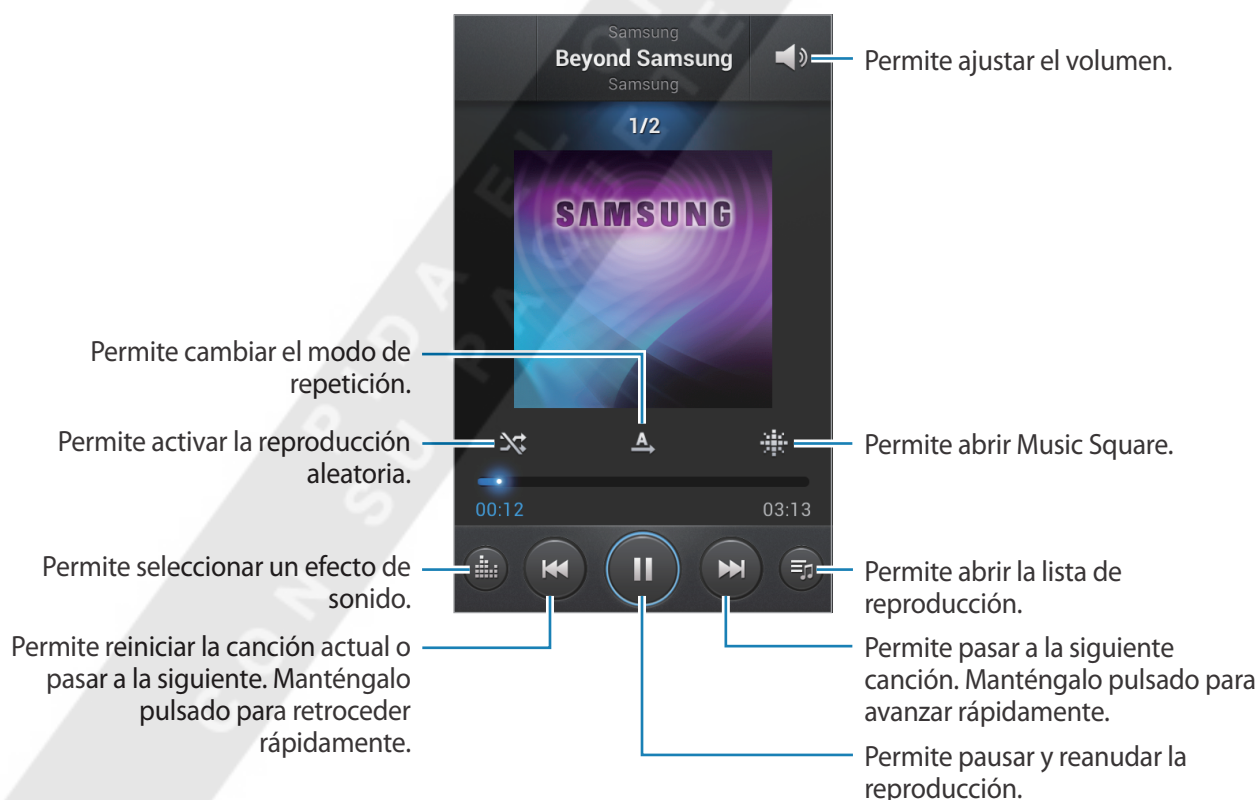 Samsung
Beyond Samsung
Samsung
Permite ajustar el volumen.
1/2
SAMSUNG
Permite cambiar el modo de
repetición.
Permite activar la reproducción
aleatoria.
A
Permite abrir Music Square.
00:12
03:13
Permite seleccionar un efecto de
sonido.
Permite abrir la lista de
reproducción.
Permite reiniciar la canción actual o
pasar a la siguiente. Manténgalo
pulsado para retroceder
rápidamente.
Permite pasar a la siguiente
canción. Manténgalo pulsado para
avanzar rápidamente.
Permite pausar y reanudar la
reproducción.